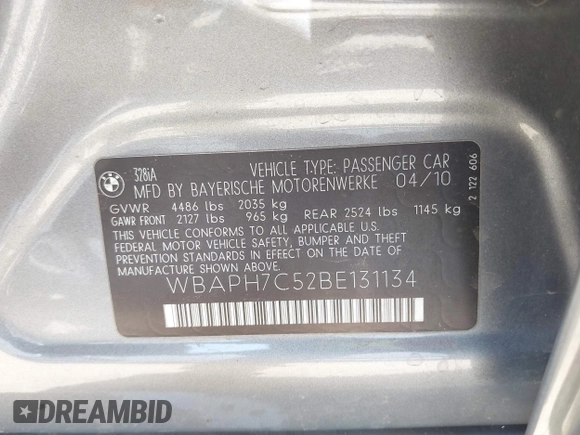 BMW
328iA
VEHICLE TYPE: PASSENGER CAR
MFD BY BAYERISCHE MOTORENWERKE 04/10
GVWR 4486 lbs 2035 kg
GAWR FRONT 2127 lbs 965 kg REAR 2524 lbs 1145 kg
THIS VEHICLE CONFORMS TO ALL APPLICABLE U.S.
FEDERAL MOTOR VEHICLE SAFETY, BUMPER AND THEFT
PREVENTION STANDARDS IN EFFECT ON THE DATE OF
MANUFACTURE SHOWN ABOVE.
WBAPH7C52BE131134
2 122 606
DREAMBID